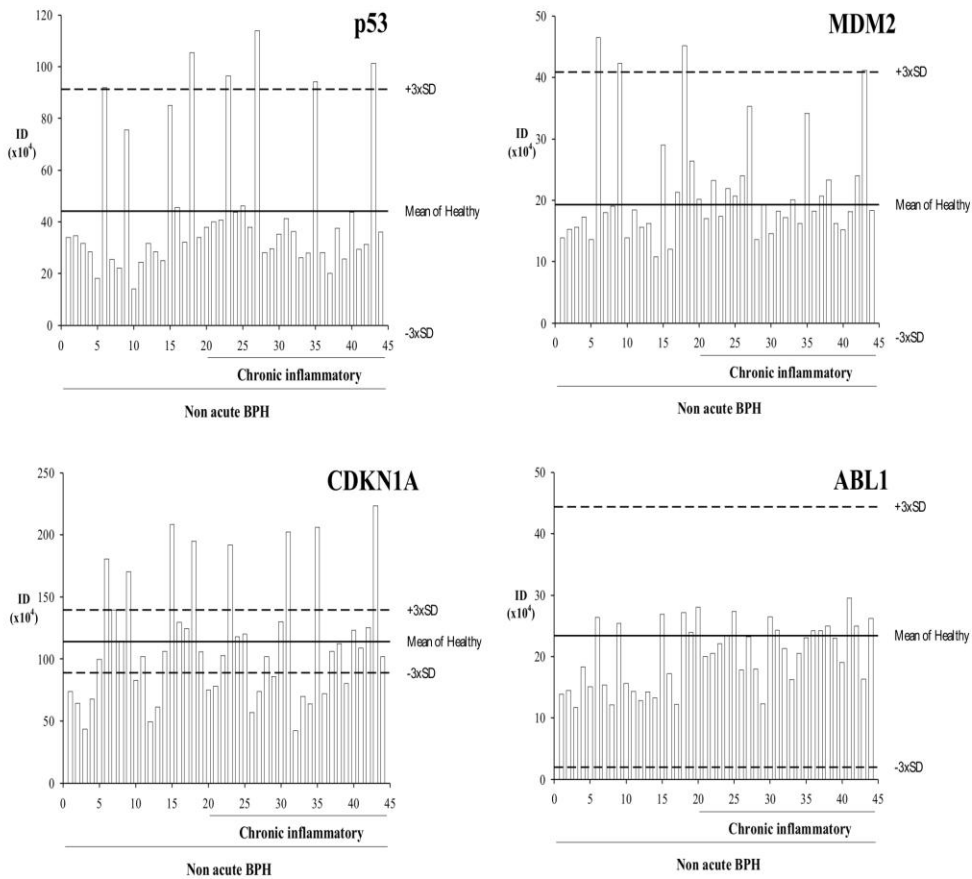 p53
120
100
80
60
40
20
0
ID
(x10⁴)
+3xSD
Mean of Healthy
-3xSD
0 5 10 15 20 25 30 35 40 45
Chronic inflammatory
Non acute BPH
MDM2
50
40
30
20
10
0
ID
(x10⁴)
+3xSD
Mean of Healthy
-3xSD
0 5 10 15 20 25 30 35 40 45
Chronic inflammatory
Non acute BPH
CDKN1A
250
200
150
100
50
0
ID
(x10⁴)
+3xSD
Mean of Healthy
-3xSD
0 5 10 15 20 25 30 35 40 45
Chronic inflammatory
Non acute BPH
ABL1
50
40
30
20
10
0
ID
(x10⁴)
+3xSD
Mean of Healthy
-3xSD
0 5 10 15 20 25 30 35 40 45
Chronic inflammatory
Non acute BPH